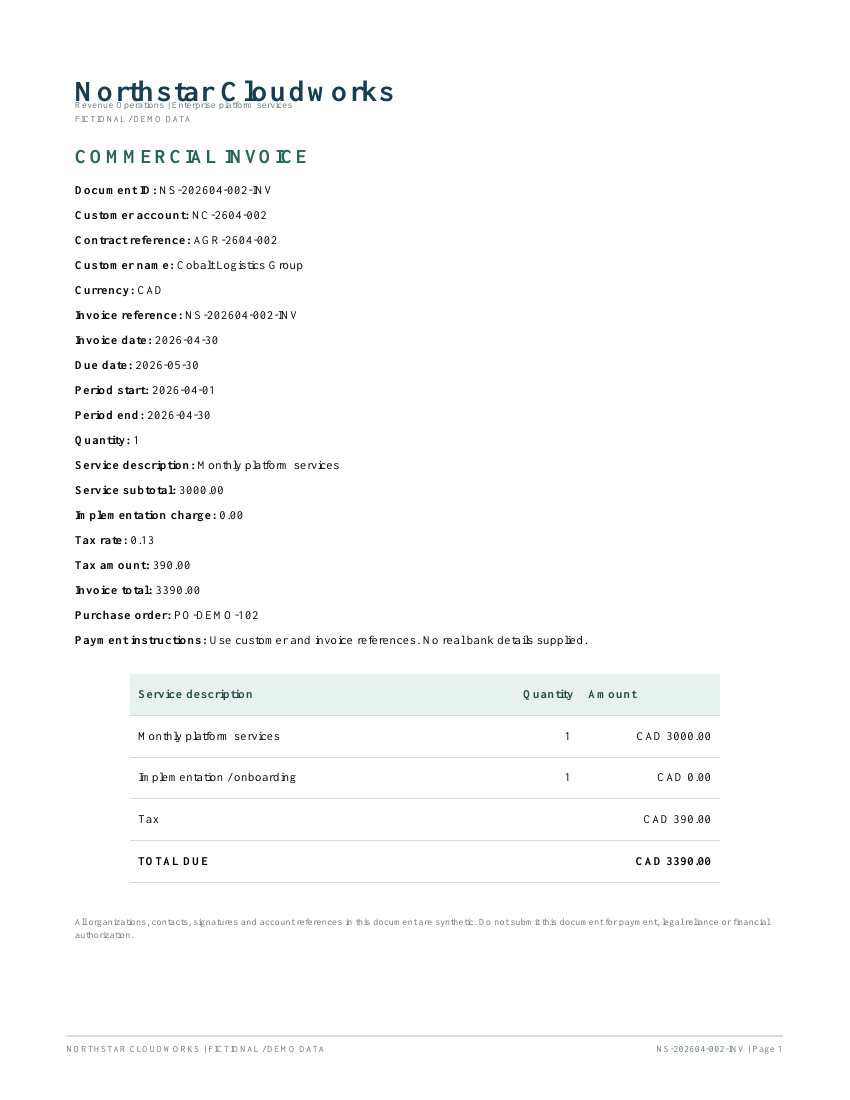 Northstar Cloudworks
Revenue Operations | Enterprise platform services
FICTIONAL / DEMO DATA
COMMERCIAL INVOICE
Document ID: NS-202604-002-INV
Customer account: NC-2604-002
Contract reference: AGR-2604-002
Customer name: Cobalt Logistics Group
Currency: CAD
Invoice reference: NS-202604-002-INV
Invoice date: 2026-04-30
Due date: 2026-05-30
Period start: 2026-04-01
Period end: 2026-04-30
Quantity: 1
Service description: Monthly platform services
Service subtotal: 3000.00
Implementation charge: 0.00
Tax rate: 0.13
Tax amount: 390.00
Invoice total: 3390.00
Purchase order: PO-DEMO-102
Payment instructions: Use customer and invoice references. No real bank details supplied.
Service description Quantity Amount
Monthly platform services 1 CAD 3000.00
Implementation / onboarding 1 CAD 0.00
Tax CAD 390.00
TOTAL DUE CAD 3390.00
All organizations, contacts, signatures and account references in this document are synthetic. Do not submit this document for payment, legal reliance or financial
authorization.
NORTHSTAR CLOUDWORKS | FICTIONAL / DEMO DATA NS-202604-002-INV | Page 1